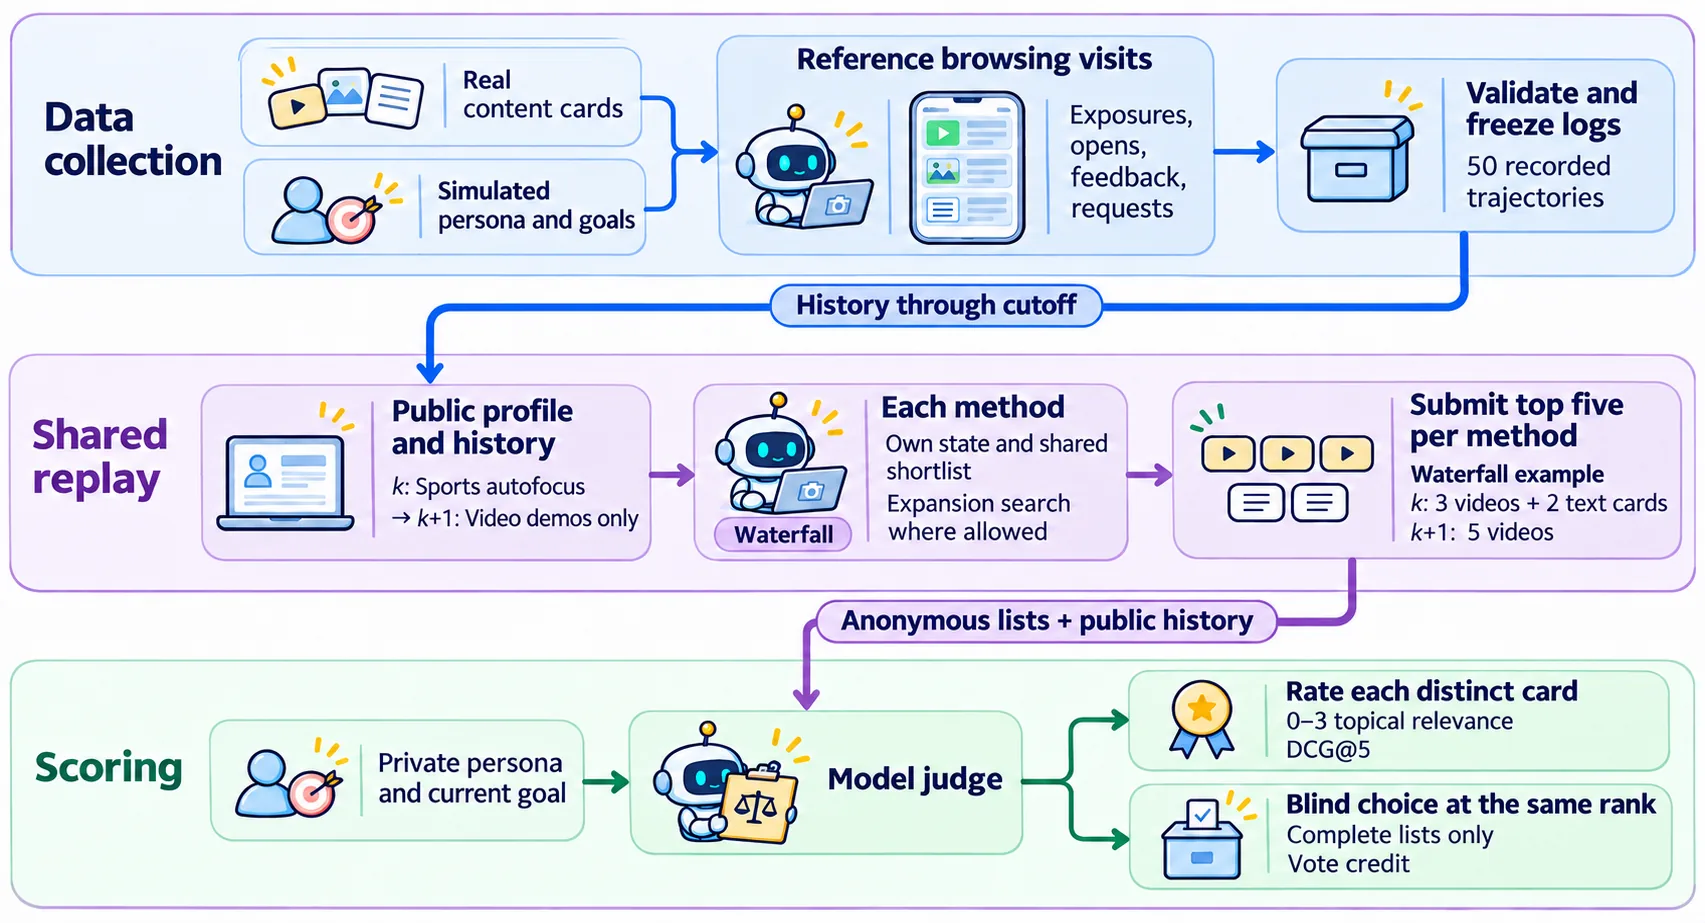 Data
collection
Real
content cards
Simulated
persona and goals
Reference browsing visits
Exposures,
opens,
feedback,
requests
Validate and
freeze logs
50 recorded
trajectories
History through cutoff
Shared
replay
Public profile
and history
k: Sports autofocus
→ k+1: Video demos only
Waterfall
Each method
Own state and shared
shortlist
Expansion search
where allowed
Submit top five
per method
Waterfall example
k: 3 videos + 2 text cards
k+1: 5 videos
Anonymous lists + public history
Scoring
Private persona
and current goal
Model judge
Rate each distinct card
0–3 topical relevance
DCG@5
Blind choice at the same rank
Complete lists only
Vote credit